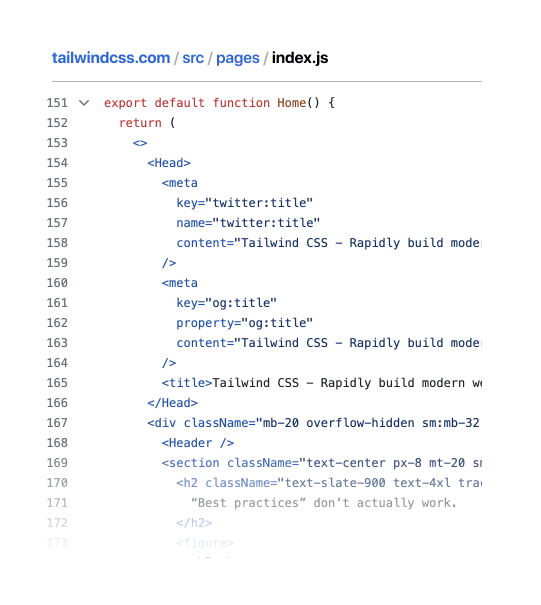 tailwindcss.com / src / pages / index.js
151 export default function Home() {
152 return (
153 <>
154 <Head>
155 <meta
156 key="twitter:title"
157 name="twitter:title"
158 content="Tailwind CSS – Rapidly build
159 />
160 <meta
161 key="og:title"
162 property="og:title"
163 content="Tailwind CSS – Rapidly build
164 />
165 <title>Tailwind CSS – Rapidly build modern
166 </Head>
167 <div className="mb-20 overflow-hidden sm:mb-32
168 <Header />
169 <section className="text-center px-8 mt-20
170 <h2 className="text-slate-900 text-4xl
171 “Best practices” don’t actually work.
172 </h2>
173 <figure>